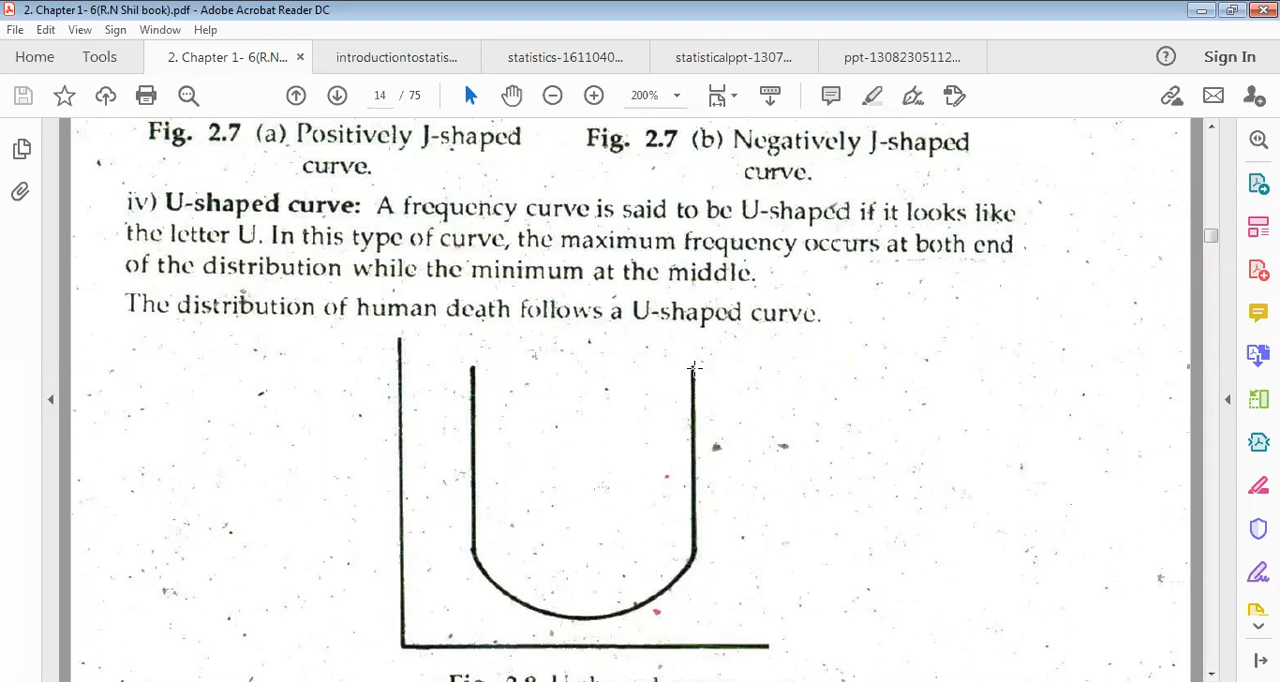 2. Chapter 1- 6(R.N Shil book).pdf - Adobe Acrobat Reader DC
File Edit View Sign Window Help
Home Tools 2. Chapter 1- 6(R.N... × introductiontostatis... statistics-1611040... statisticalppt-1307... ppt-13082305112... Sign In
14 / 75 200%
Fig. 2.7 (a) Positively J-shaped Fig. 2.7 (b) Negatively J-shaped
curve. curve.
iv) U-shaped curve: A frequency curve is said to be U-shaped if it looks like
the letter U. In this type of curve, the maximum frequency occurs at both end
of the distribution while the minimum at the middle.
The distribution of human death follows a U-shaped curve.
Fig. 2.8